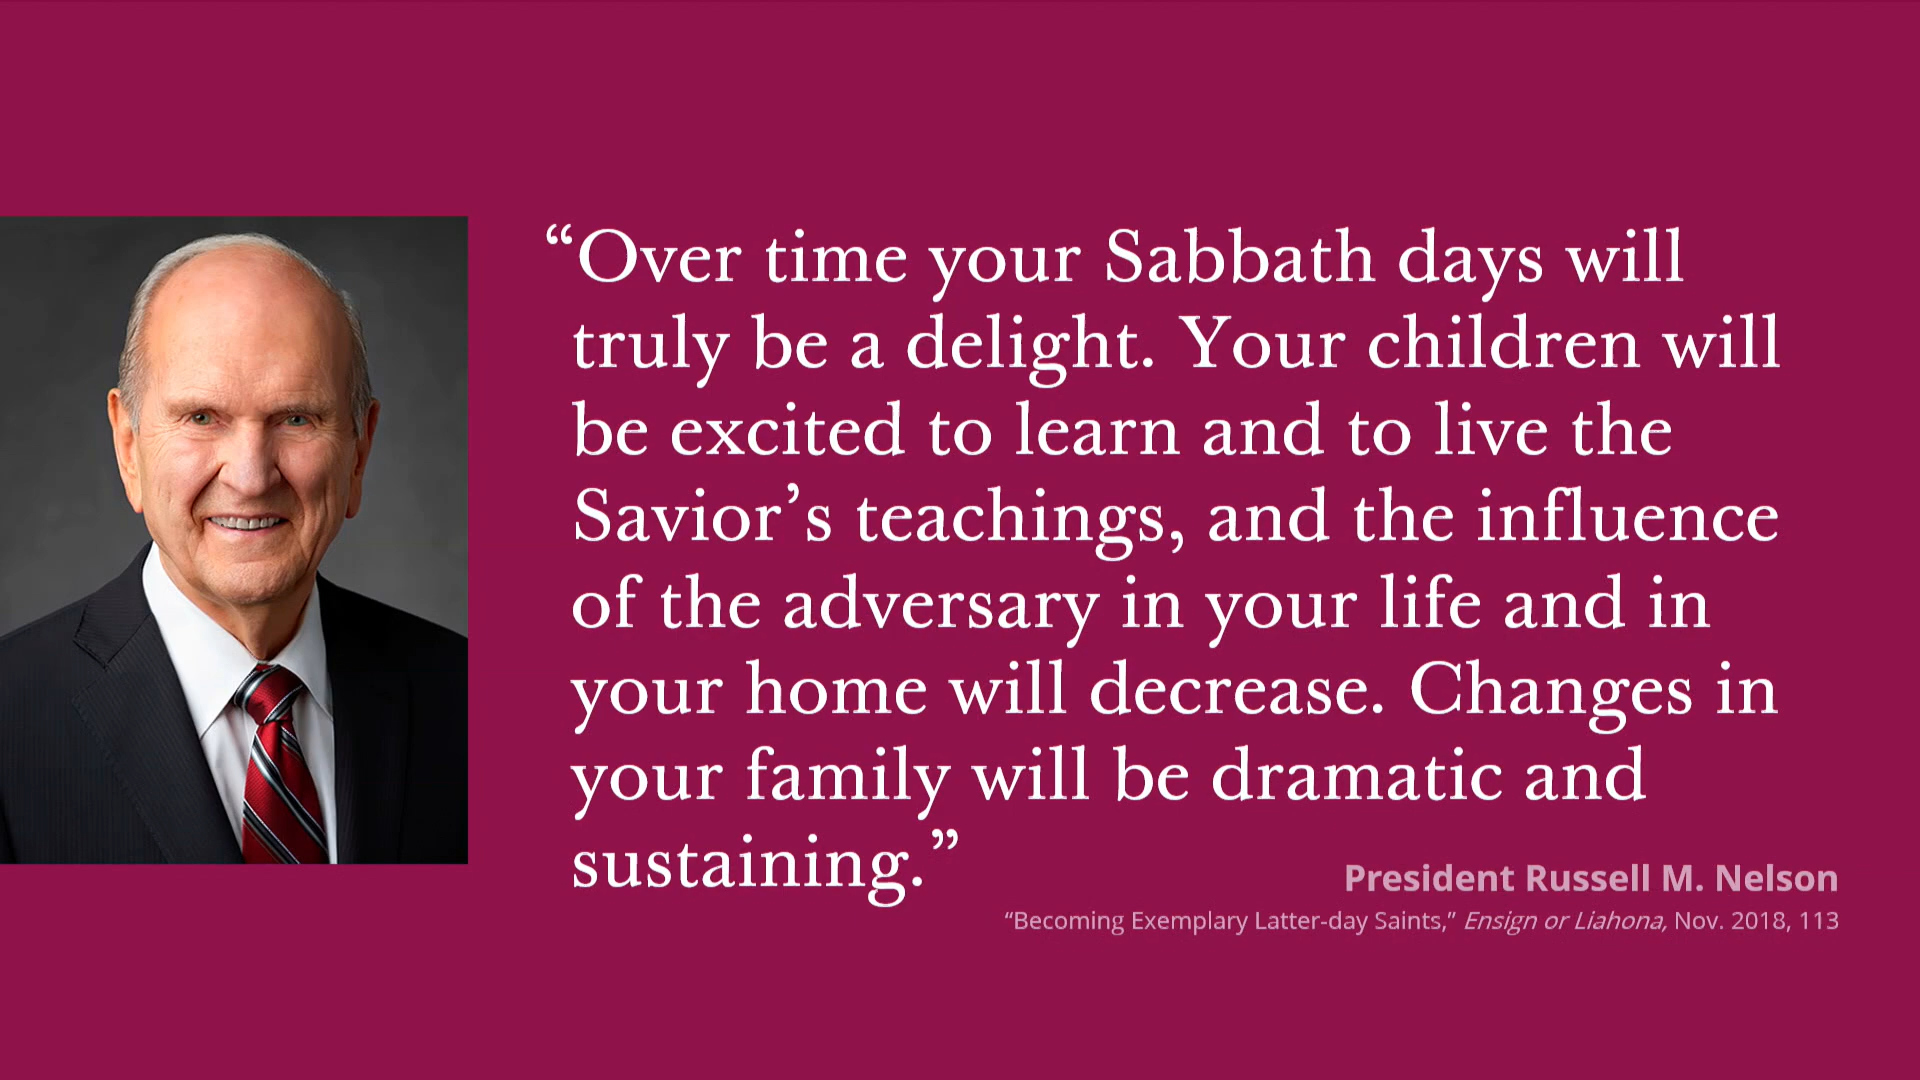 “Over time your Sabbath days will
truly be a delight. Your children will
be excited to learn and to live the
Savior’s teachings, and the influence
of the adversary in your life and in
your home will decrease. Changes in
your family will be dramatic and
sustaining.”
President Russell M. Nelson
“Becoming Exemplary Latter-day Saints,” Ensign or Liahona, Nov. 2018, 113